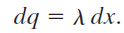 dq = λ dx.